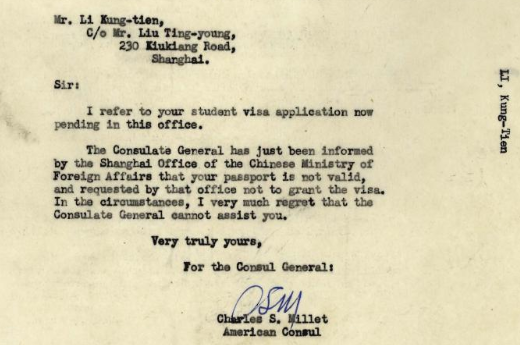 Mr. Li Kung-tien,
C/o Mr. Liu Ting-young,
230 Kiukiang Road,
Shanghai.
Sir:
I refer to your student visa application now
pending in this office.
The Consulate General has just been informed
by the Shanghai Office of the Chinese Ministry of
Foreign Affairs that your passport is not valid,
and requested by that office not to grant the visa.
In the circumstances, I very much regret that the
Consulate General cannot assist you.
Very truly yours,
For the Consul General:
CSM
Charles S. Millet
American Consul
LI, Kung-Tien